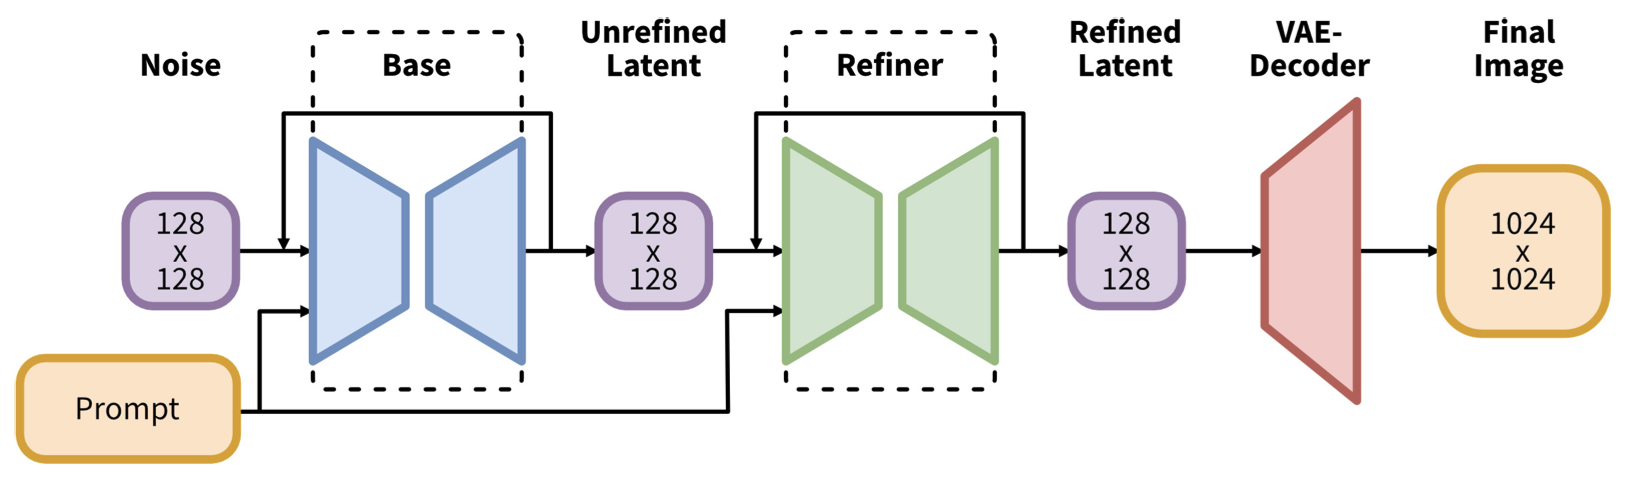 Noise
Base
Unrefined
Latent
Refiner
Refined
Latent
VAE-
Decoder
Final
Image
128
x
128
128
x
128
128
x
128
1024
x
1024
Prompt